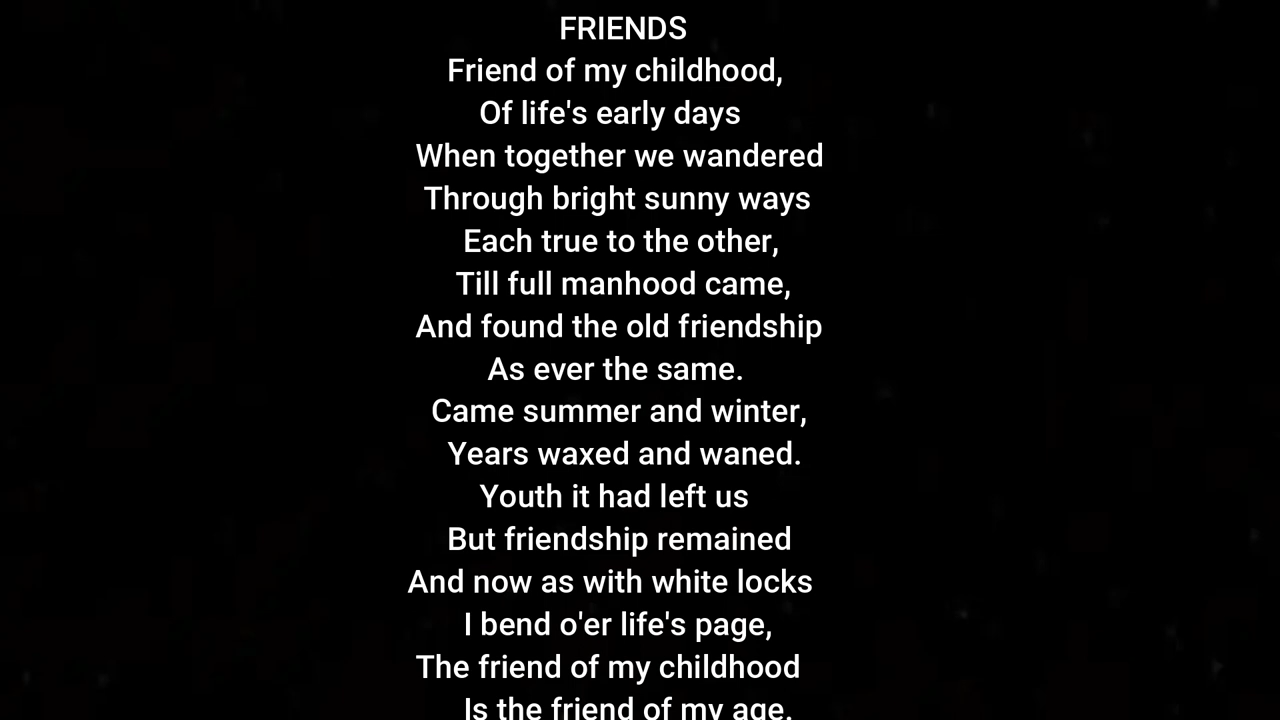 FRIENDS
Friend of my childhood,
Of life's early days
When together we wandered
Through bright sunny ways
Each true to the other,
Till full manhood came,
And found the old friendship
As ever the same.
Came summer and winter,
Years waxed and waned.
Youth it had left us
But friendship remained
And now as with white locks
I bend o'er life's page,
The friend of my childhood
Is the friend of my age.